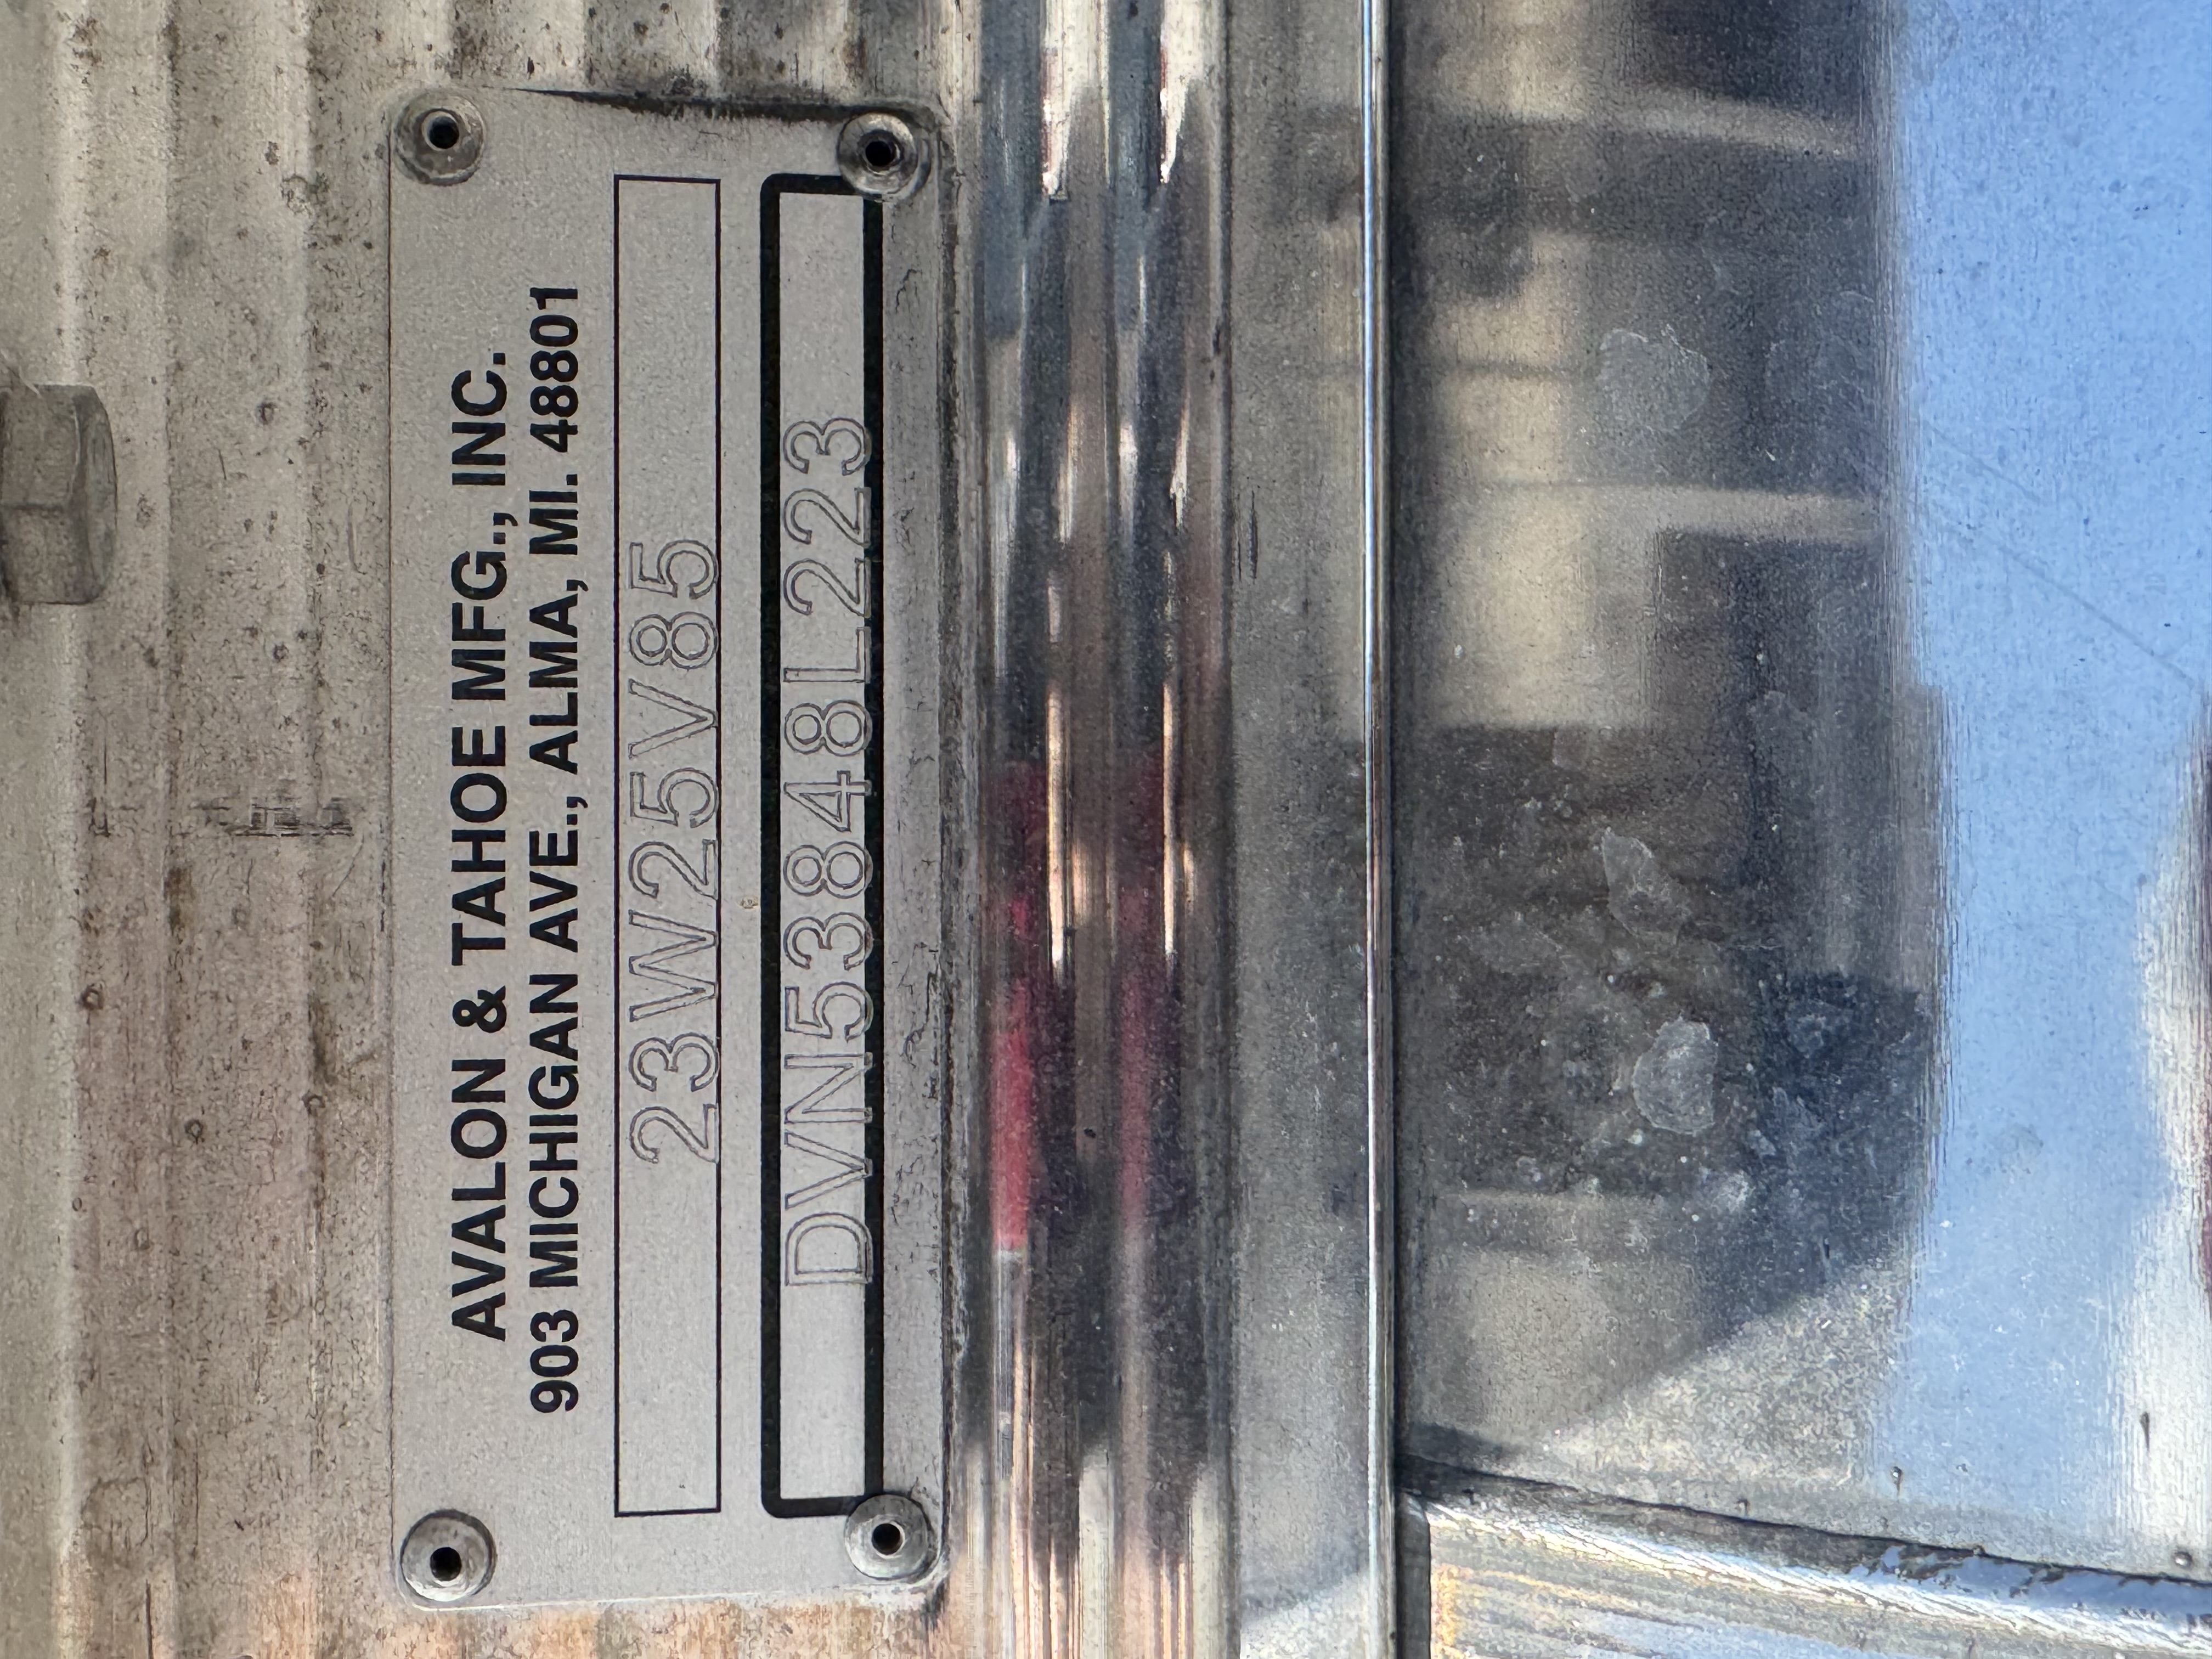 AVALON & TAHOE MFG., INC.
903 MICHIGAN AVE., ALMA, MI. 48801
23W25V85
DVN53848L223